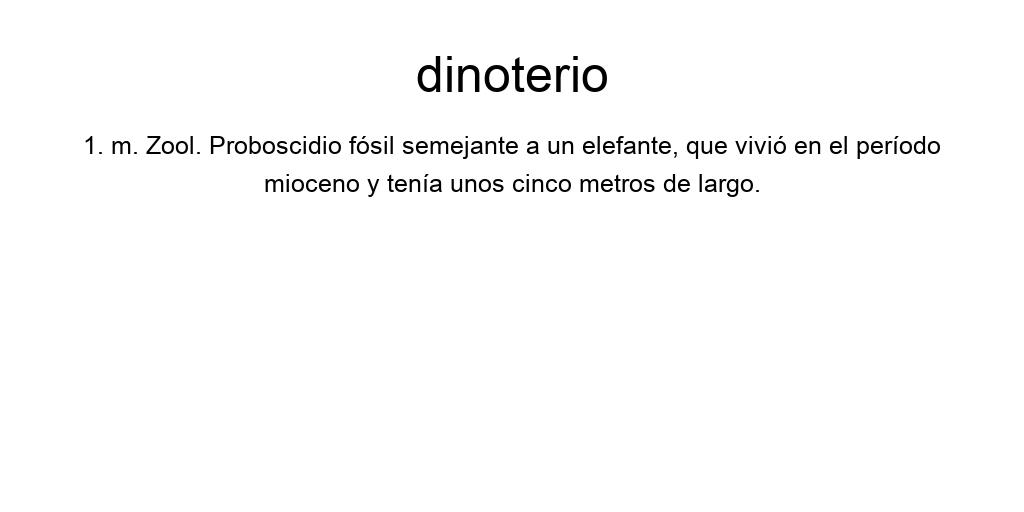 dinoterio
1. m. Zool. Proboscidio fósil semejante a un elefante, que vivió en el período
mioceno y tenía unos cinco metros de largo.